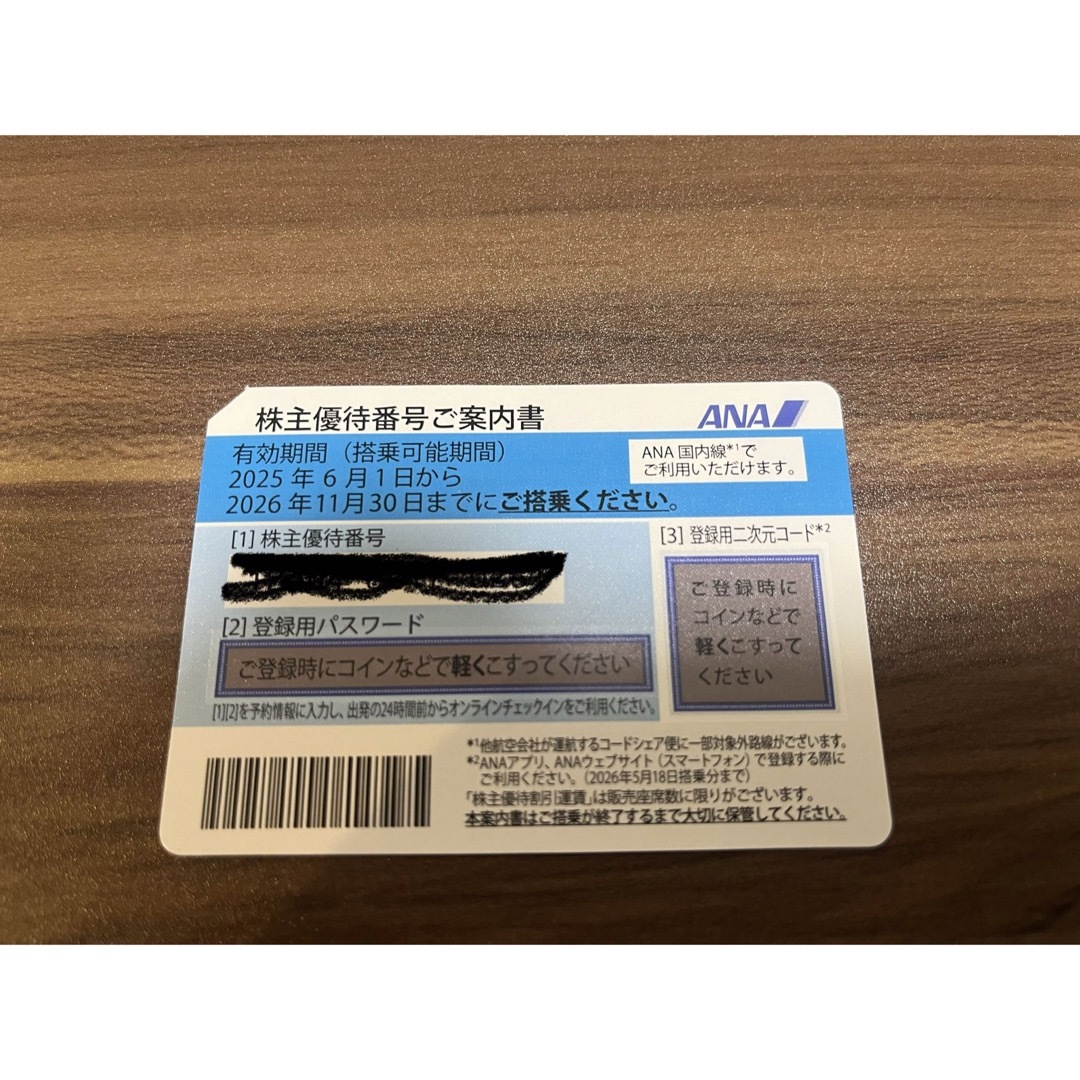 株主優待番号ご案内書
ANA
有効期間（搭乗可能期間）
2025年6月1日から
2026年11月30日までにご搭乗ください。
ANA国内線*1で
ご利用いただけます。
[1] 株主優待番号
[2] 登録用パスワード
ご登録時にコインなどで軽くこすってください
[1][2]を予約情報に入力し、出発の24時間前からオンラインチェックインをご利用ください。
[3] 登録用二次元コード*2
ご登録時に
コインなどで
軽くこすって
ください
*1他航空会社が運航するコードシェア便に一部対象外路線がございます。
*2ANAアプリ、ANAウェブサイト（スマートフォン）で登録する際に
ご利用ください。（2026年5月18日搭乗分まで）
「株主優待割引運賃」は販売座席数に限りがございます。
本案内書はご搭乗が終了するまで大切に保管してください。